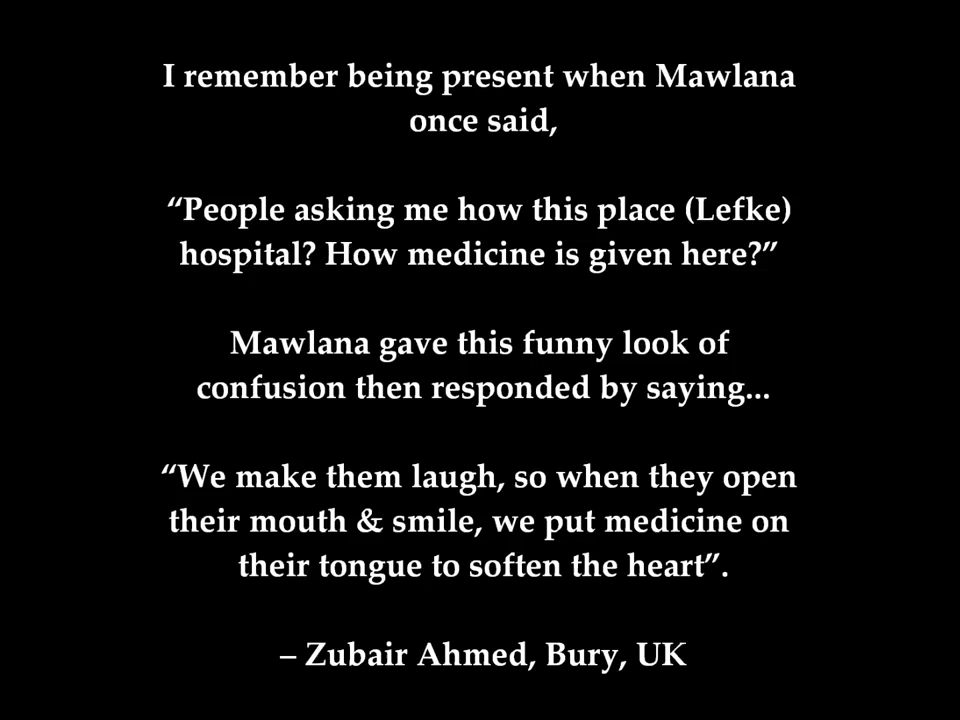 I remember being present when Mawlana
once said,
“People asking me how this place (Lefke)
hospital? How medicine is given here?”
Mawlana gave this funny look of
confusion then responded by saying...
“We make them laugh, so when they open
their mouth & smile, we put medicine on
their tongue to soften the heart”.
– Zubair Ahmed, Bury, UK